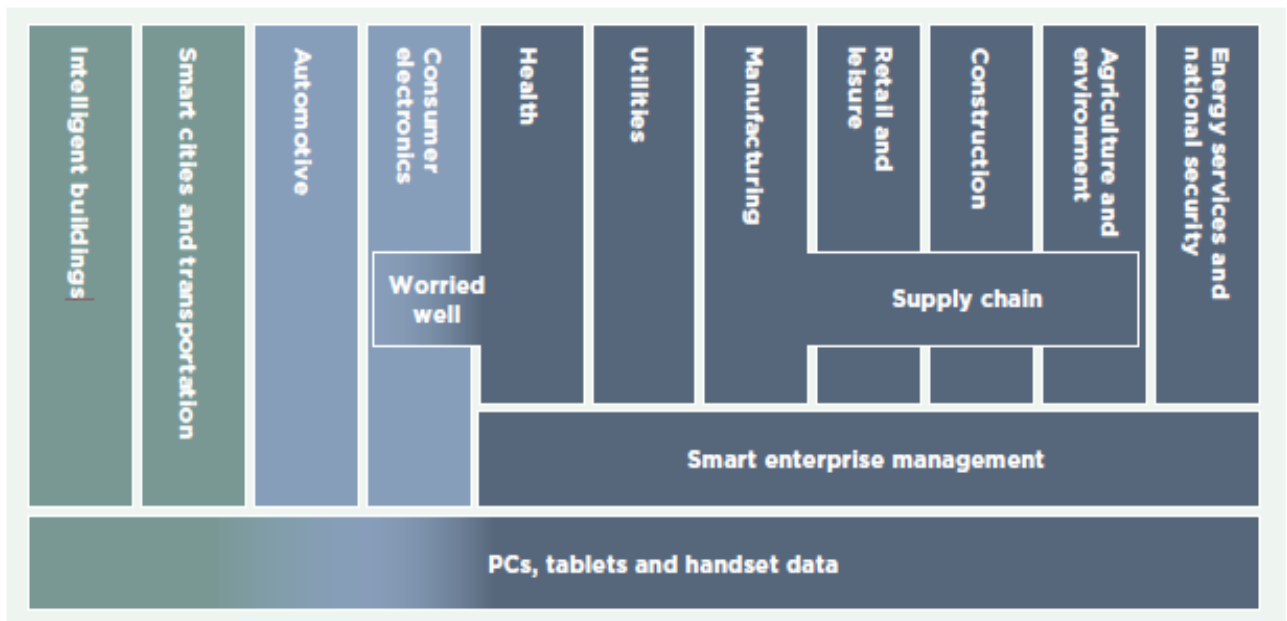 Intelligent buildings
Smart cities and transportation
Automotive
Consumer
electronics
Health
Utilities
Manufacturing
Retail and
leisure
Construction
Agriculture and
environment
Energy services and
national security
Worried
well
Supply chain
Smart enterprise management
PCs, tablets and handset data